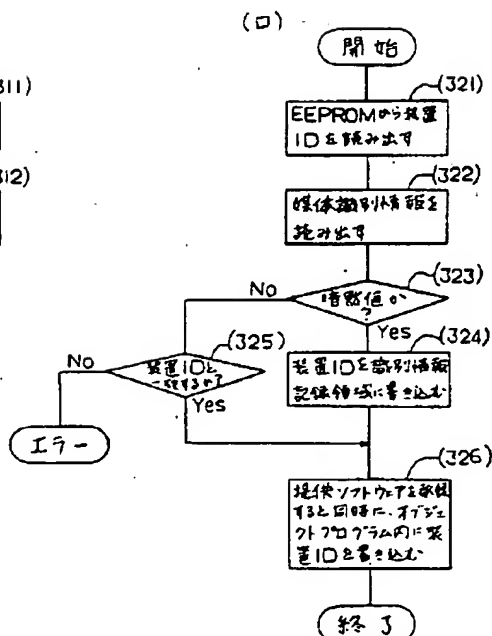 (ロ)
開始
311)
(321)
EEPROMから装置
IDを読み出す
312)
(322)
媒体識別情報を
読み出す
(323)
No
暗黙値か
?
Yes
(324)
(325)
No
装置IDと
一致するか?
装置IDを識別情報
記録領域に書き込む
Yes
エラー
(326)
提供ソフトウェアを
すると同時に、オブジェ
クトプログラム内に装
置IDを書き込む
終了